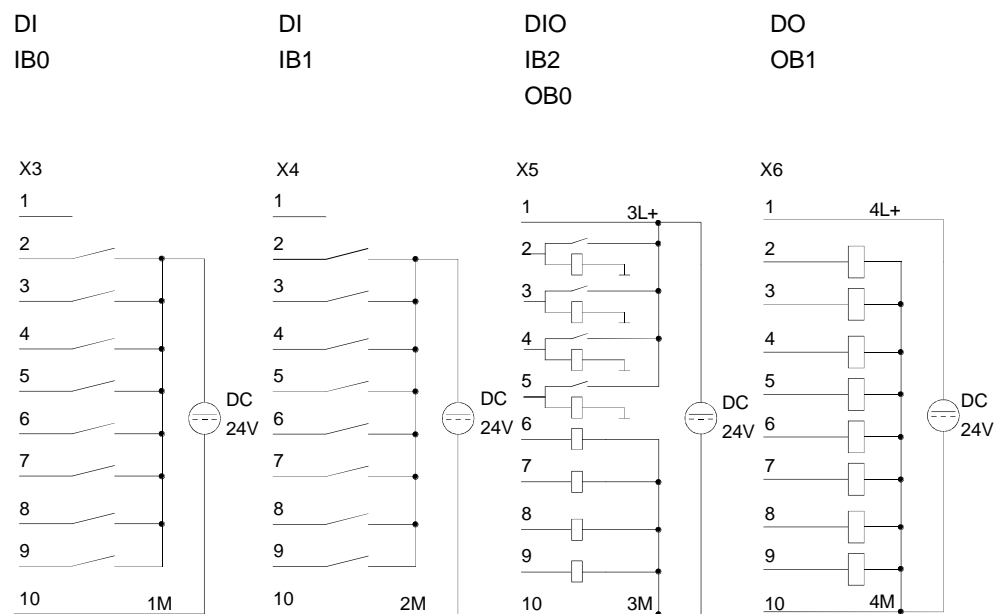 DI DI DIO DO
IB0 IB1 IB2 OB1
OB0
X3 X4 X5 X6
1 1 1 3L+ 1 4L+
2 2 2 2
3 3 3 3
4 4 4 4
5 5 5 5
DC DC DC DC
24V 24V 24V 24V
6 6 6 6
7 7 7 7
8 8 8 8
9 9 9 9
10 1M 10 2M 10 3M 10 4M